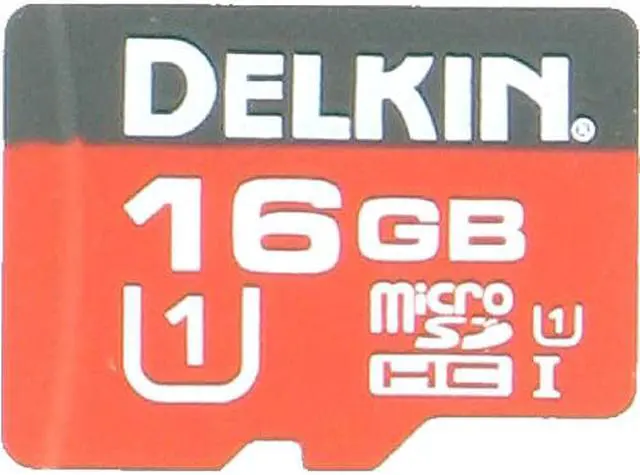 DELKIN®
16GB
1
micro
SD 1
HC I